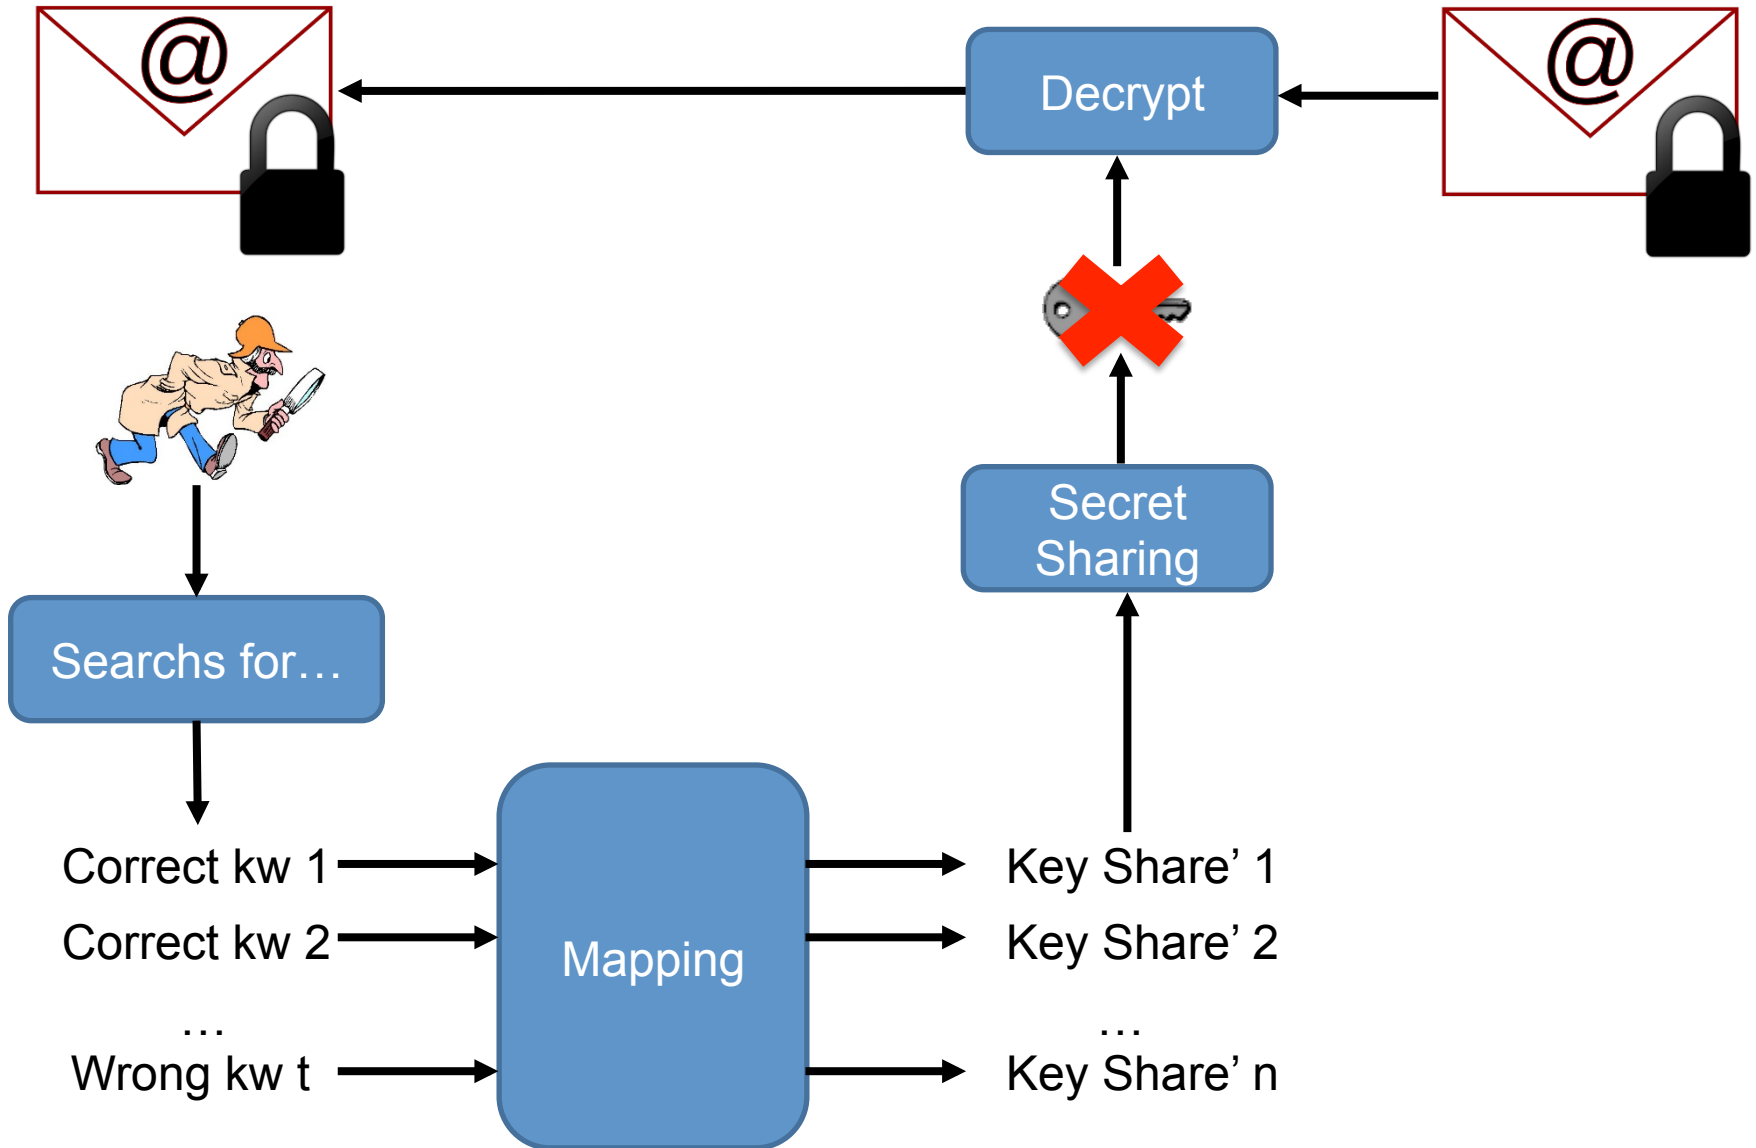 @
@
Decrypt
Secret
Sharing
Searchs for…
Correct kw 1
Key Share’ 1
Correct kw 2
Key Share’ 2
Mapping
…
…
Wrong kw t
Key Share’ n